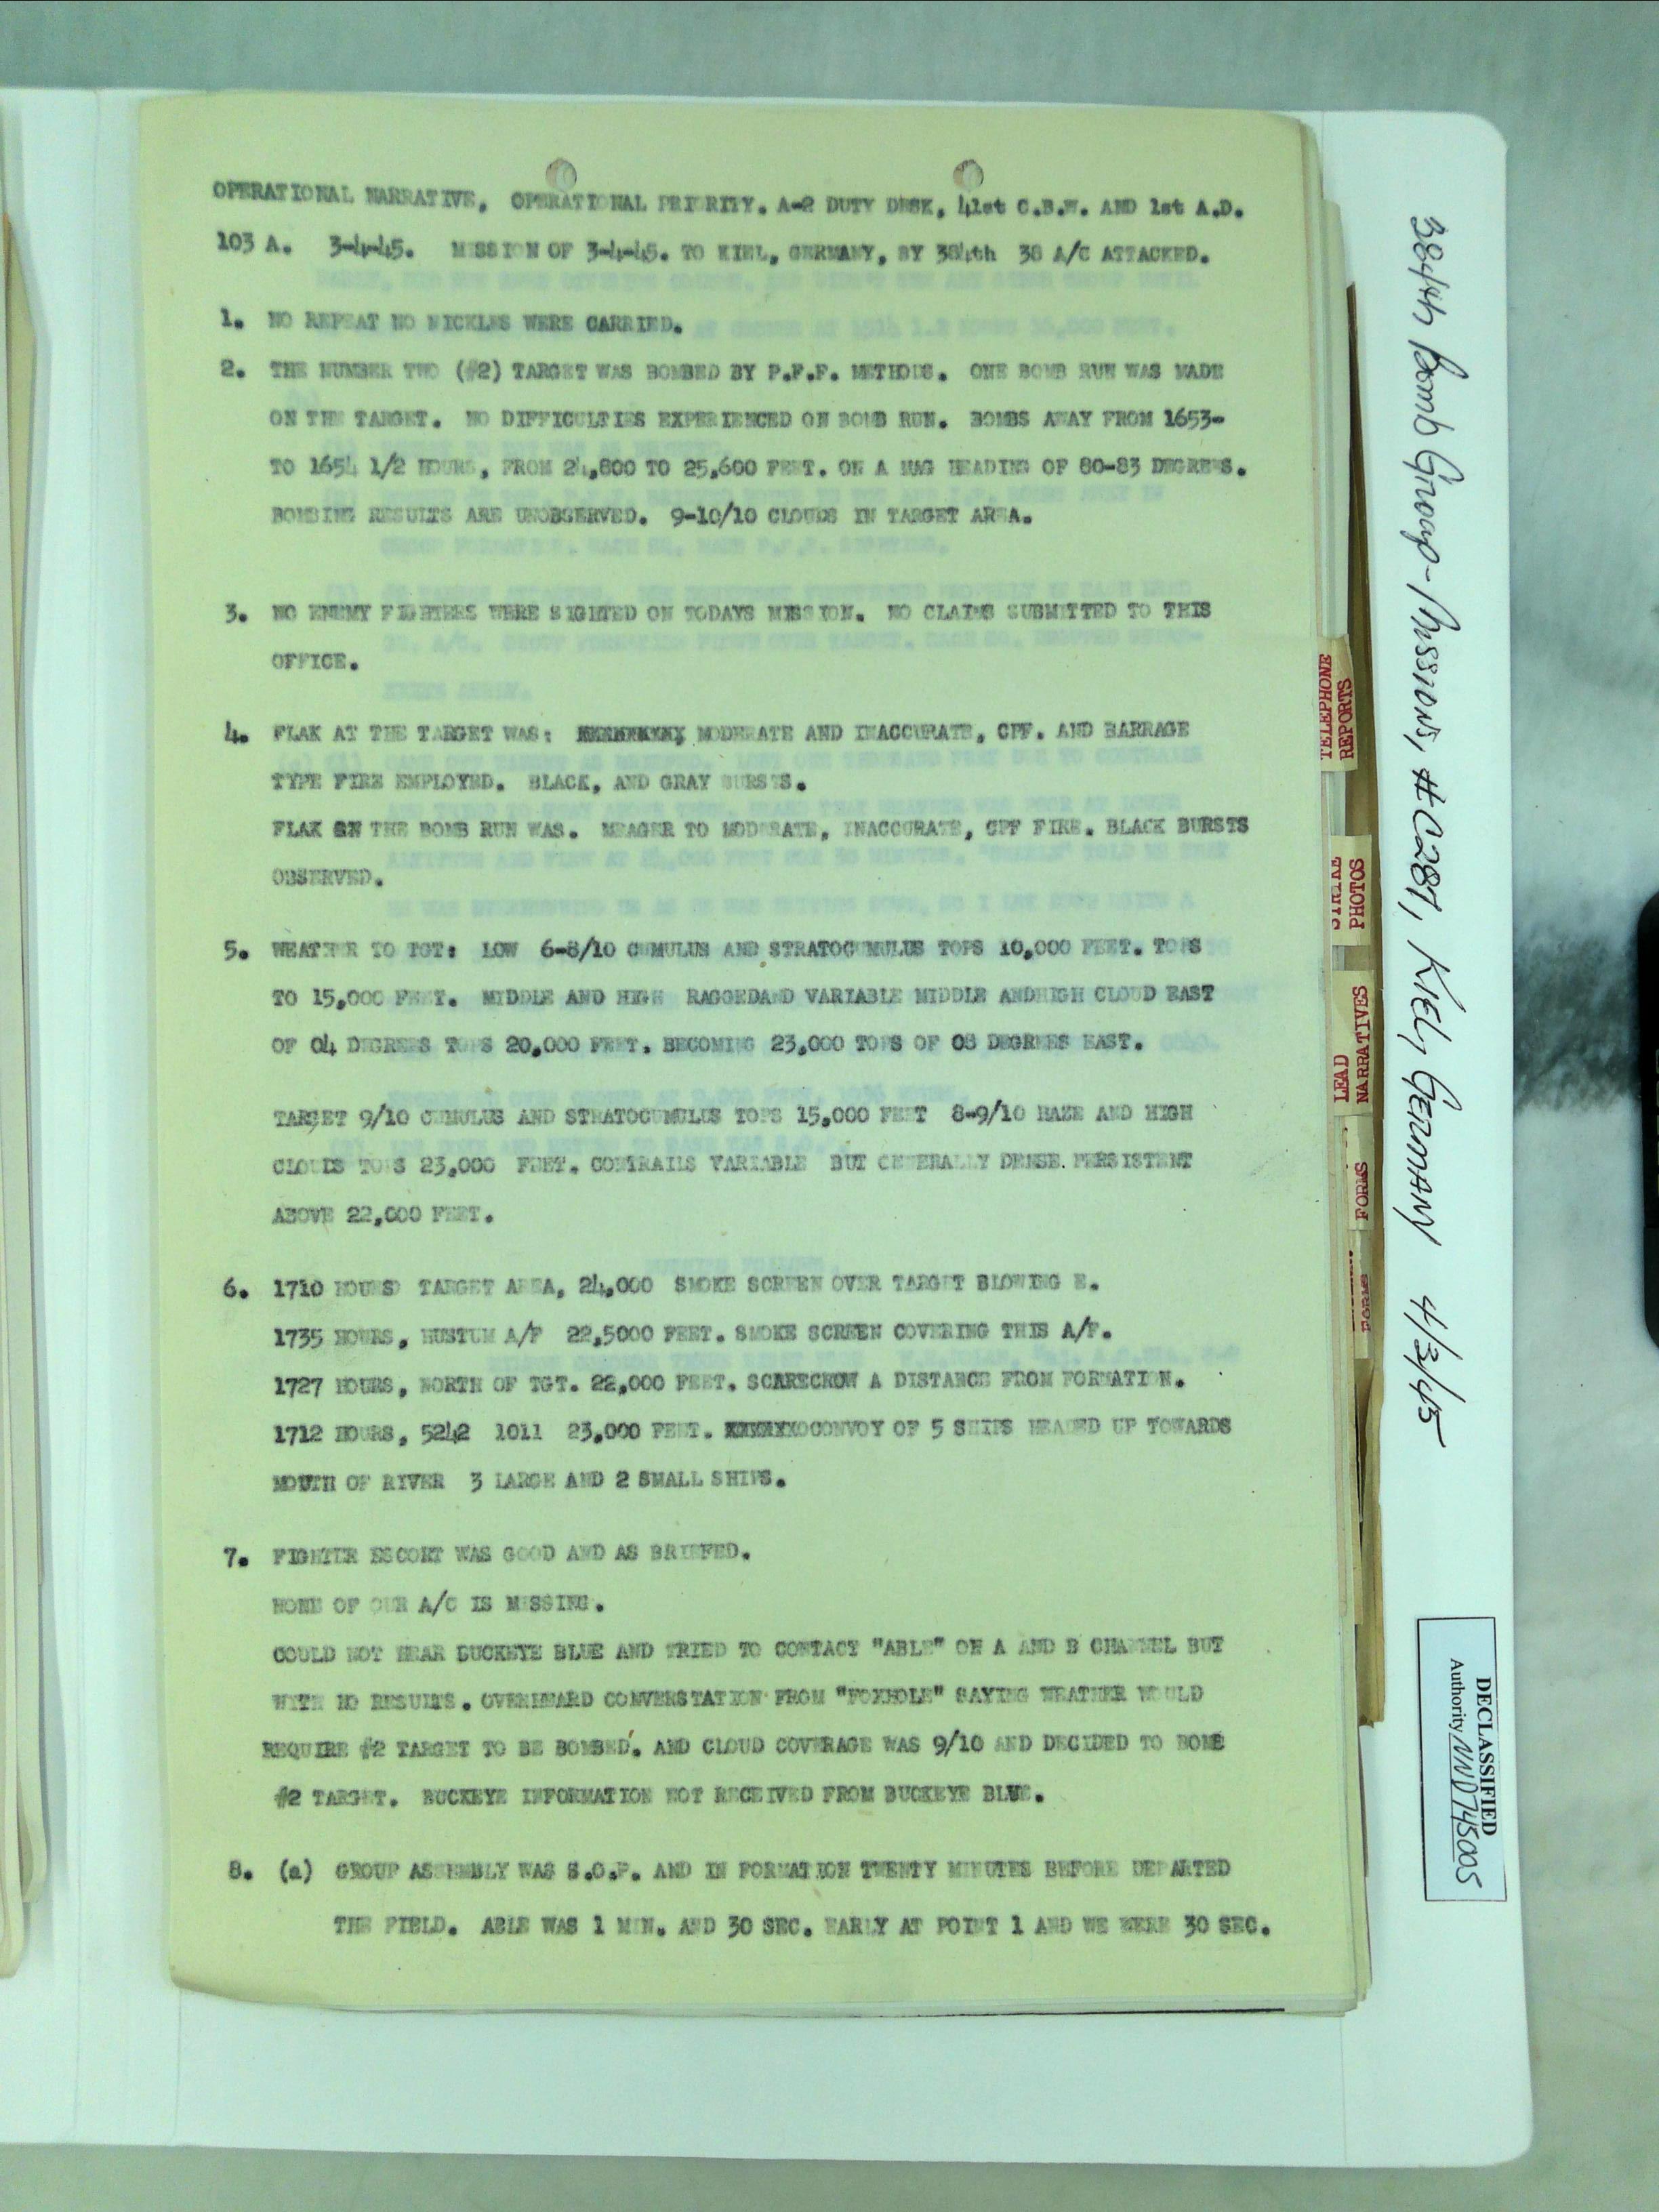 OPERATIONAL NARRATIVE. OPERATIONAL PRIORITY. A-2 DUTY DESK, 41st C.B.W. AND 1st A.D.
103 A. 3-4-45. MISSION OF 3-4-45. TO KIEL, GERMANY, BY 384th 38 A/C ATTACKED.
1. NO REPEAT NO NICKLES WERE CARRIED.
2. THE NUMBER TWO (#2) TARGET WAS BOMBED BY P.F.F. METHODS. ONE BOMB RUN WAS MADE
ON THE TARGET. NO DIFFICULTIES EXPERIENCED ON BOMB RUN. BOMBS AWAY FROM 1653-
TO 1654 1/2 HOURS, FROM 24,800 TO 25,600 FEET. ON A MAG HEADING OF 80-83 DEGREES.
BOMBING RESULTS ARE UNOBSERVED. 9-10/10 CLOUDS IN TARGET AREA.
3. NO ENEMY FIGHTERS WERE SIGHTED ON TODAYS MISSION. NO CLAIMS SUBMITTED TO THIS
OFFICE.
4. FLAK AT THE TARGET WAS: MODERATE AND INACCURATE, CPF. AND BARRAGE
TYPE FIRE EMPLOYED. BLACK, AND GRAY BURSTS.
FLAK ON THE BOMB RUN WAS. MEAGER TO MODERATE, INACCURATE, CPF FIRE. BLACK BURSTS
OBSERVED.
5. WEATHER TO TGT: LOW 6-8/10 CUMULUS AND STRATOCUMULUS TOPS 10,000 FEET. TOPS
TO 15,000 FEET. MIDDLE AND HIGH RAGGEDAND VARIABLE MIDDLE ANDHIGH CLOUD EAST
OF 04 DEGREES TOPS 20,000 FEET. BECOMING 23,000 TOPS OF 08 DEGREES EAST.
TARGET 9/10 CUMULUS AND STRATOCUMULUS TOPS 15,000 FEET 8-9/10 HAZE AND HIGH
CLOUDS TOPS 23,000 FEET. CONTRAILS VARIABLE BUT GENERALLY DENSE. PERSISTENT
ABOVE 22,000 FEET.
6. 1710 HOURS TARGET AREA, 24,000 SMOKE SCREEN OVER TARGET BLOWING E.
1735 HOURS, HUSTUM A/F 22,5000 FEET. SMOKE SCREEN COVERING THIS A/F.
1727 HOURS, NORTH OF TGT. 22,000 FEET. SCARECROW A DISTANCE FROM FORMATION.
1712 HOURS, 5242 1011 23,000 FEET. CONVOY OF 5 SHIPS HEADED UP TOWARDS
MOUTH OF RIVER 3 LARGE AND 2 SMALL SHIPS.
7. FIGHTER ESCORT WAS GOOD AND AS BRIEFED.
NONE OF OUR A/C IS MISSING.
COULD NOT HEAR BUCKEYE BLUE AND TRIED TO CONTACT "ABLE" ON A AND B CHANNEL BUT
WITH NO RESULTS. OVERHEARD CONVERSTATION FROM "FOXHOLE" SAYING WEATHER WOULD
REQUIRE #2 TARGET TO BE BOMBED. AND CLOUD COVERAGE WAS 9/10 AND DECIDED TO BOMB
#2 TARGET. BUCKEYE INFORMATION NOT RECEIVED FROM BUCKEYE BLUE.
8. (a) GROUP ASSEMBLY WAS S.O.P. AND IN FORMATION TWENTY MINUTES BEFORE DEPARTED
THE FIELD. ABLE WAS 1 MIN. AND 30 SEC. EARLY AT POINT 1 AND WE WERE 30 SEC.
TELEPHONE
REPORTS
STRIKE
PHOTOS
LEAD
NARRATIVES
FORMS
FORMS
384th Bomb Group - Missions, #C287, KIEL, GERMANY 4/3/45
DECLASSIFIED
Authority NND745005